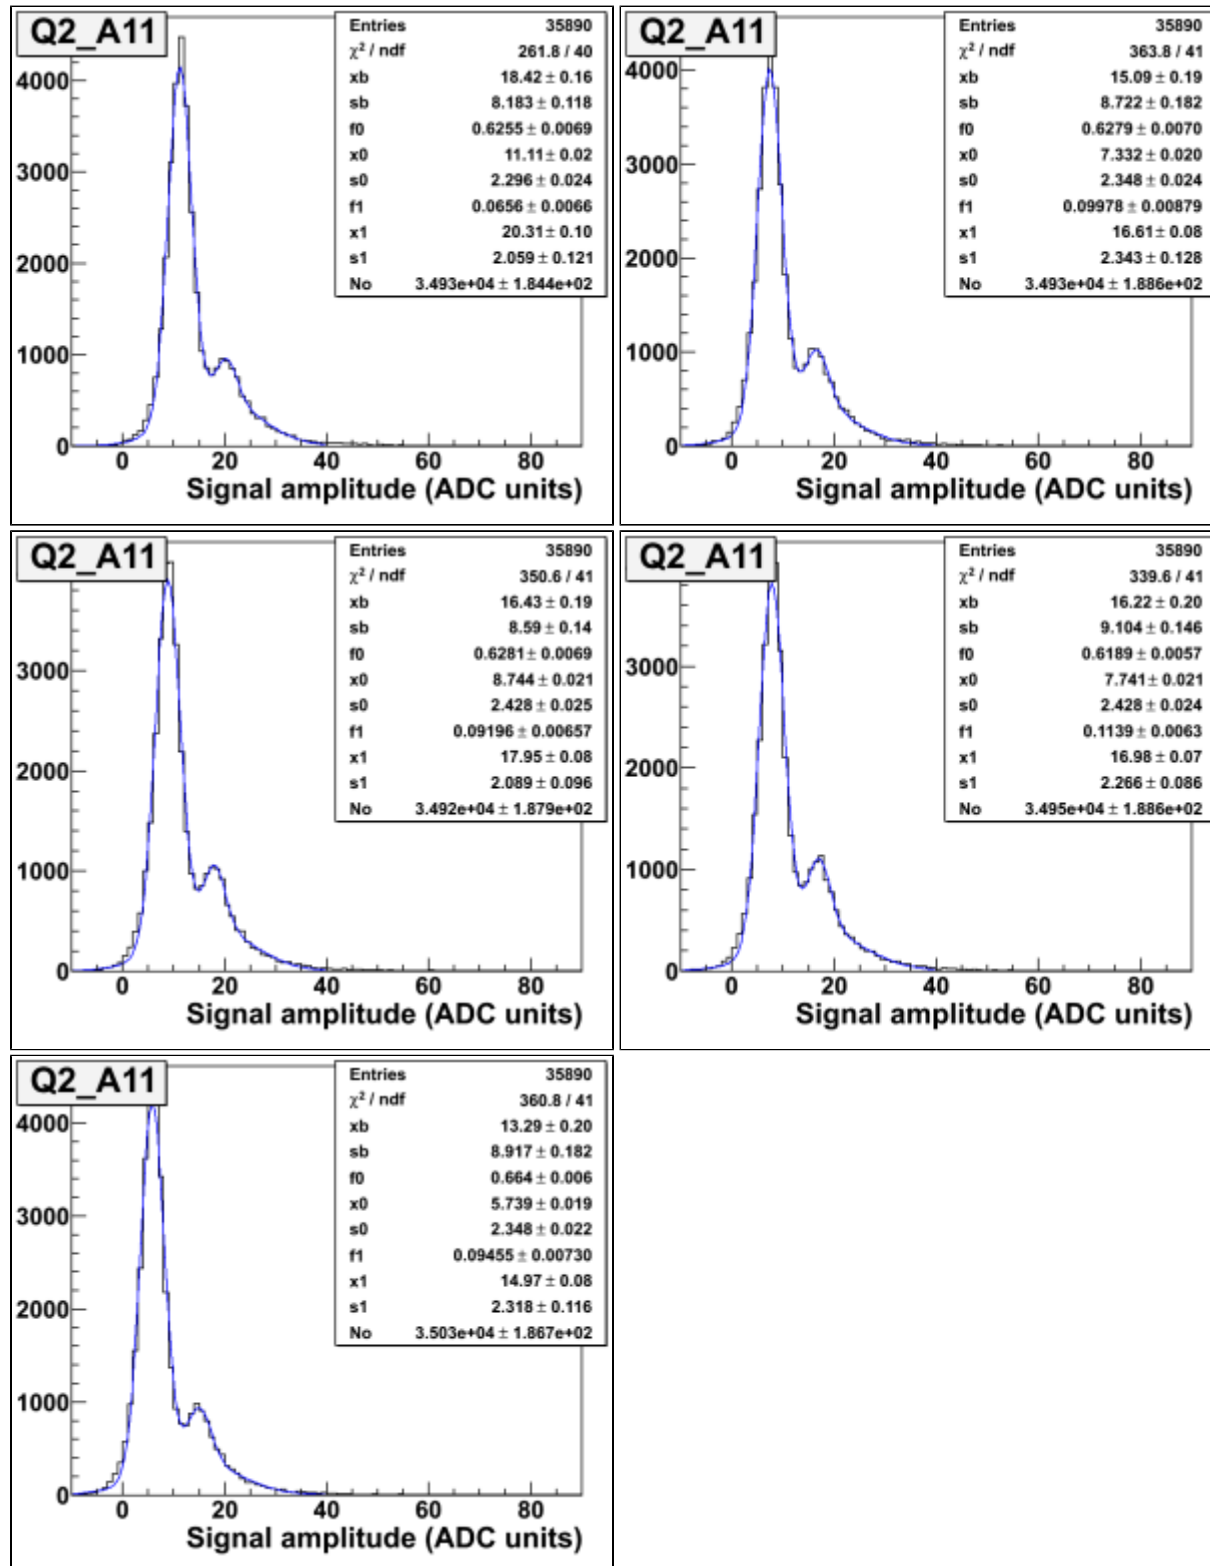 Q2_A11
Entries 35890
χ² / ndf 261.8 / 40
xb 18.42 ± 0.16
sb 8.183 ± 0.118
f0 0.6255 ± 0.0069
x0 11.11 ± 0.02
s0 2.296 ± 0.024
f1 0.0656 ± 0.0066
x1 20.31 ± 0.10
s1 2.059 ± 0.121
No 3.493e+04 ± 1.844e+02
4000
3000
2000
1000
0
0 20 40 60 80
Signal amplitude (ADC units)
Q2_A11
Entries 35890
χ² / ndf 363.8 / 41
xb 15.09 ± 0.19
sb 8.722 ± 0.182
f0 0.6279 ± 0.0070
x0 7.332 ± 0.020
s0 2.348 ± 0.024
f1 0.09978 ± 0.00879
x1 16.61 ± 0.08
s1 2.343 ± 0.128
No 3.493e+04 ± 1.886e+02
4000
3000
2000
1000
0
0 20 40 60 80
Signal amplitude (ADC units)
Q2_A11
Entries 35890
χ² / ndf 350.6 / 41
xb 16.43 ± 0.19
sb 8.59 ± 0.14
f0 0.6281 ± 0.0069
x0 8.744 ± 0.021
s0 2.428 ± 0.025
f1 0.09196 ± 0.00657
x1 17.95 ± 0.08
s1 2.089 ± 0.096
No 3.492e+04 ± 1.879e+02
3000
2000
1000
0
0 20 40 60 80
Signal amplitude (ADC units)
Q2_A11
Entries 35890
χ² / ndf 339.6 / 41
xb 16.22 ± 0.20
sb 9.104 ± 0.146
f0 0.6189 ± 0.0057
x0 7.741 ± 0.021
s0 2.428 ± 0.024
f1 0.1139 ± 0.0063
x1 16.98 ± 0.07
s1 2.266 ± 0.086
No 3.495e+04 ± 1.886e+02
3000
2000
1000
0
0 20 40 60 80
Signal amplitude (ADC units)
Q2_A11
Entries 35890
χ² / ndf 360.8 / 41
xb 13.29 ± 0.20
sb 8.917 ± 0.182
f0 0.664 ± 0.006
x0 5.739 ± 0.019
s0 2.348 ± 0.022
f1 0.09455 ± 0.00730
x1 14.97 ± 0.08
s1 2.318 ± 0.116
No 3.503e+04 ± 1.867e+02
4000
3000
2000
1000
0
0 20 40 60 80
Signal amplitude (ADC units)